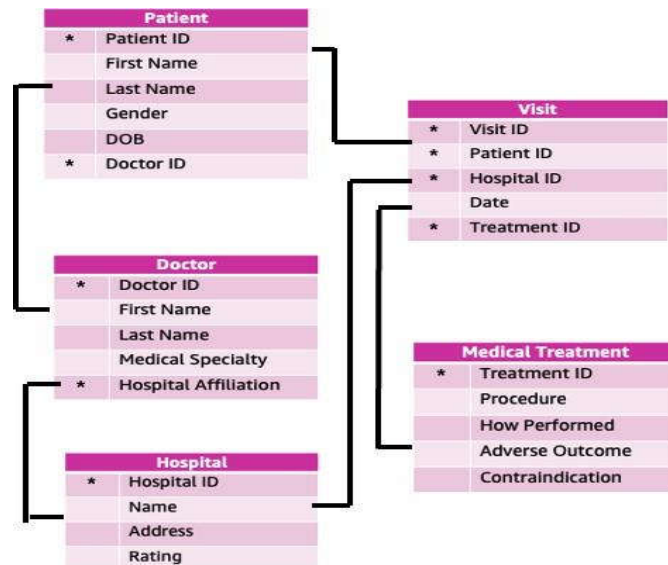 Patient
* Patient ID
First Name
Last Name
Gender
DOB
* Doctor ID
Visit
* Visit ID
* Patient ID
* Hospital ID
Date
* Treatment ID
Doctor
* Doctor ID
First Name
Last Name
Medical Specialty
* Hospital Affiliation
Medical Treatment
* Treatment ID
Procedure
How Performed
Adverse Outcome
Contraindication
Hospital
* Hospital ID
Name
Address
Rating